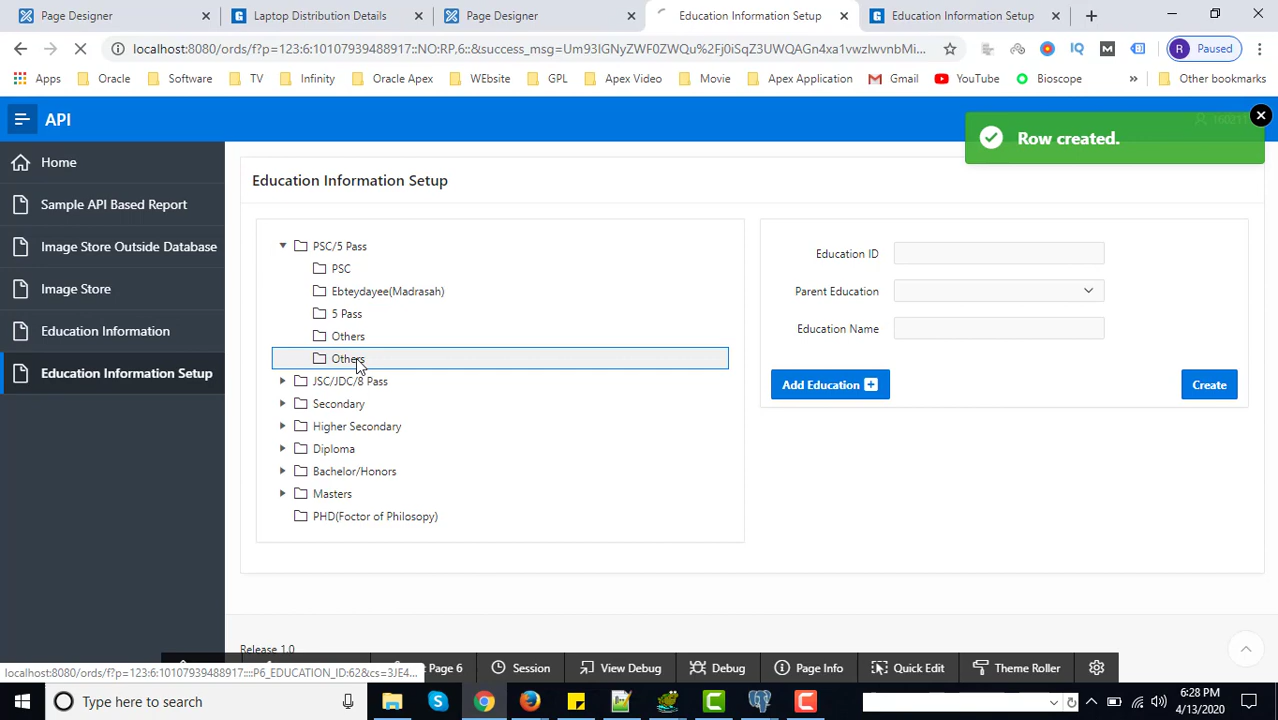 Page Designer
Laptop Distribution Details
Page Designer
Education Information Setup
Education Information Setup
localhost:8080/ords/f?p=123:6:10107939488917::NO:RP,6::&success_msg=Um93IGNyZWF0ZWQu%2Fj0iSqZ3UWQAGn4xa1vwzlwvnbMi...
R Paused
Apps
Oracle
Software
TV
Infinity
Oracle Apex
WEbsite
GPL
Apex Video
More
Apex Application
Gmail
YouTube
Bioscope
»
Other bookmarks
API
Row created.
Home
Sample API Based Report
Image Store Outside Database
Image Store
Education Information
Education Information Setup
Education Information Setup
PSC/5 Pass
PSC
Ebteydayee(Madrasah)
5 Pass
Others
Others
JSC/JDC/8 Pass
Secondary
Higher Secondary
Diploma
Bachelor/Honors
Masters
PHD(Foctor of Philosopy)
Education ID
Parent Education
Education Name
Add Education
Create
Release 1.0
localhost:8080/ords/f?p=123:6:10107939488917::::P6_EDUCATION_ID:62&cs=3JE4...
Page 6
Session
View Debug
Debug
Page Info
Quick Edit
Theme Roller
Type here to search
6:28 PM
4/13/2020